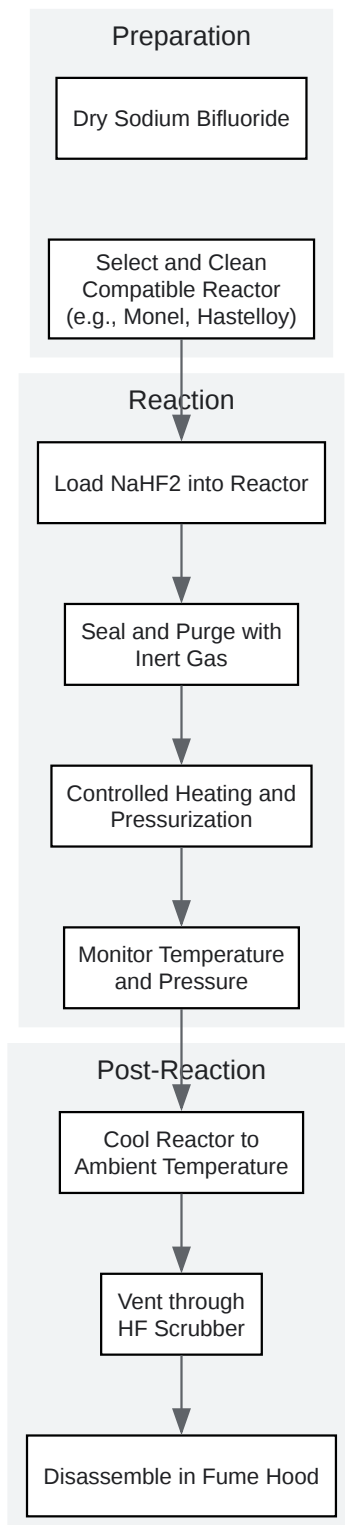 Preparation
Dry Sodium Bifluoride
Select and Clean
Compatible Reactor
(e.g., Monel, Hastelloy)
Reaction
Load NaHF2 into Reactor
Seal and Purge with
Inert Gas
Controlled Heating and
Pressurization
Monitor Temperature
and Pressure
Post-Reaction
Cool Reactor to
Ambient Temperature
Vent through
HF Scrubber
Disassemble in Fume Hood